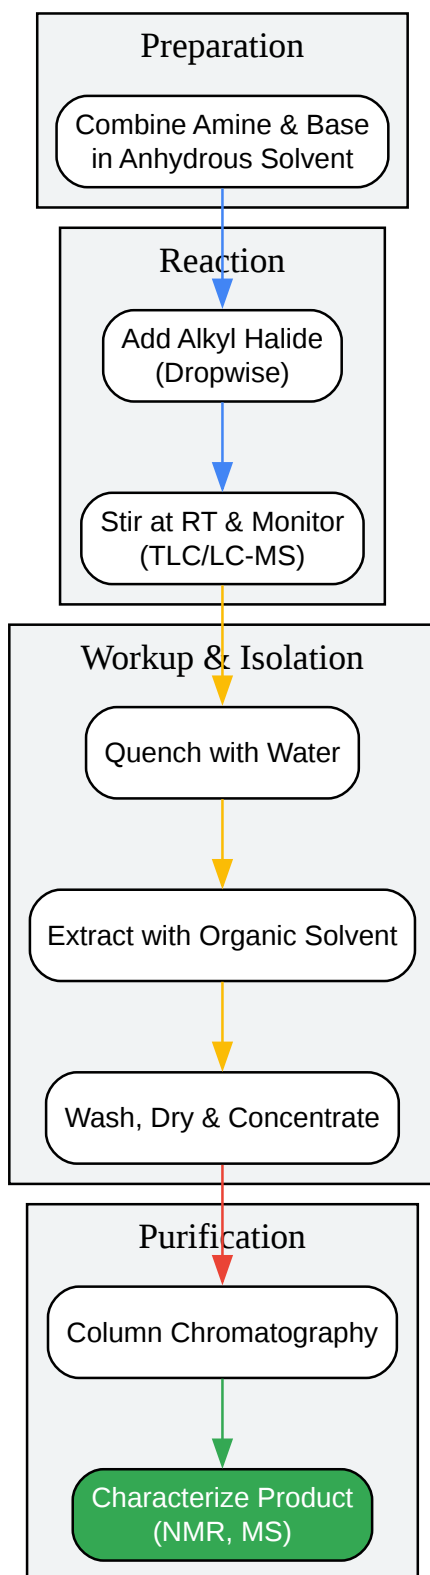 Preparation
Combine Amine & Base
in Anhydrous Solvent
Reaction
Add Alkyl Halide
(Dropwise)
Stir at RT & Monitor
(TLC/LC-MS)
Workup & Isolation
Quench with Water
Extract with Organic Solvent
Wash, Dry & Concentrate
Purification
Column Chromatography
Characterize Product
(NMR, MS)